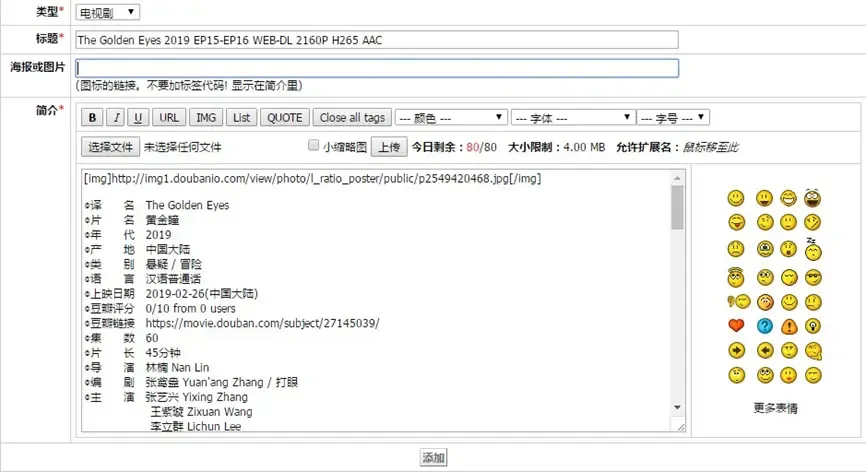 类型* 电视剧
标题* The Golden Eyes 2019 EP15-EP16 WEB-DL 2160P H265 AAC
海报或图片
(图标的链接。不要加标签代码! 显示在简介里)
简介* B I U URL IMG List QUOTE Close all tags --- 颜色 --- --- 字体 --- --- 字号 ---
选择文件 未选择任何文件 小缩略图 上传 今日剩余：80/80 大小限制：4.00 MB 允许扩展名：鼠标移至此
[img]http://img1.doubanio.com/view/photo/l_ratio_poster/public/p2549420468.jpg[/img]
≎译 名 The Golden Eyes
≎片 名 黄金瞳
≎年 代 2019
≎产 地 中国大陆
≎类 别 悬疑 / 冒险
≎语 言 汉语普通话
≎上映日期 2019-02-26(中国大陆)
≎豆瓣评分 0/10 from 0 users
≎豆瓣链接 https://movie.douban.com/subject/27145039/
≎集 数 60
≎片 长 45分钟
≎导 演 林楠 Nan Lin
≎编 剧 张鸢盎 Yuan'ang Zhang / 打眼
≎主 演 张艺兴 Yixing Zhang
王紫璇 Zixuan Wang
李立群 Lichun Lee
zz
更多表情
添加